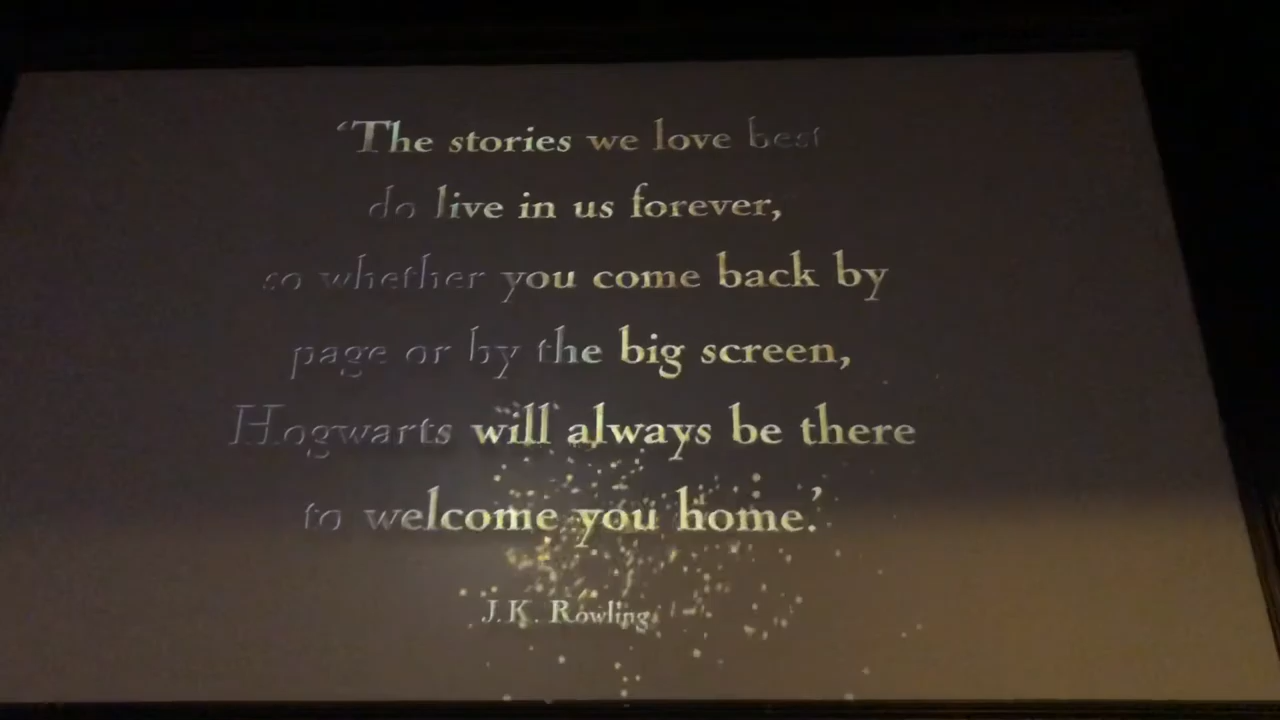 ‘The stories we love best
do live in us forever,
so whether you come back by
page or by the big screen,
Hogwarts will always be there
to welcome you home.’
J.K. Rowling